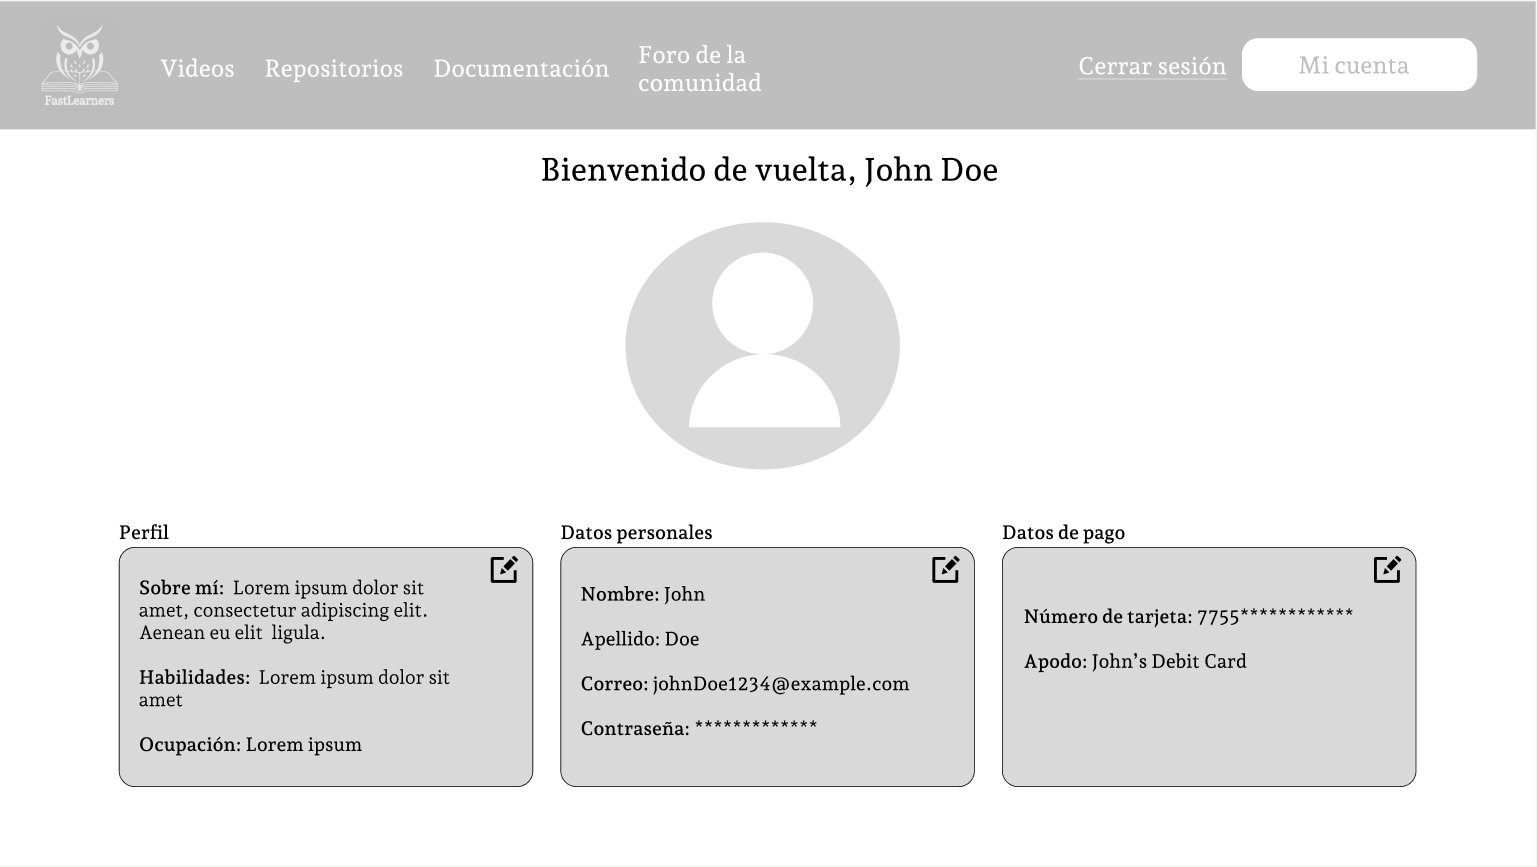 FastLearners
Videos
Repositorios
Documentación
Foro de la
comunidad
Cerrar sesión
Mi cuenta
Bienvenido de vuelta, John Doe
Perfil
Sobre mí: Lorem ipsum dolor sit
amet, consectetur adipiscing elit.
Aenean eu elit ligula.
Habilidades: Lorem ipsum dolor sit
amet
Ocupación: Lorem ipsum
Datos personales
Nombre: John
Apellido: Doe
Correo: johnDoe1234@example.com
Contraseña: *************
Datos de pago
Número de tarjeta: 7755************
Apodo: John’s Debit Card